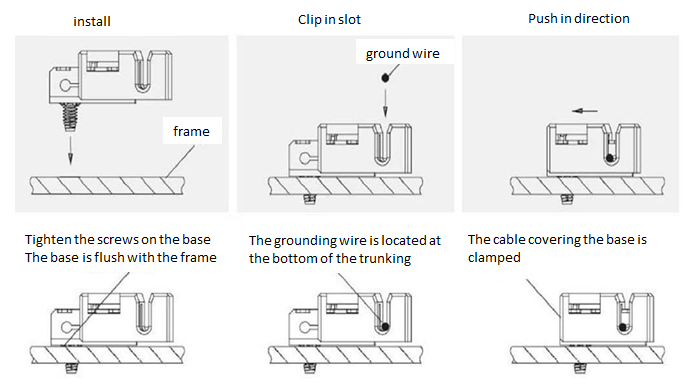 install
Clip in slot
Push in direction
ground wire
frame
Tighten the screws on the base
The base is flush with the frame
The grounding wire is located at
the bottom of the trunking
The cable covering the base is
clamped